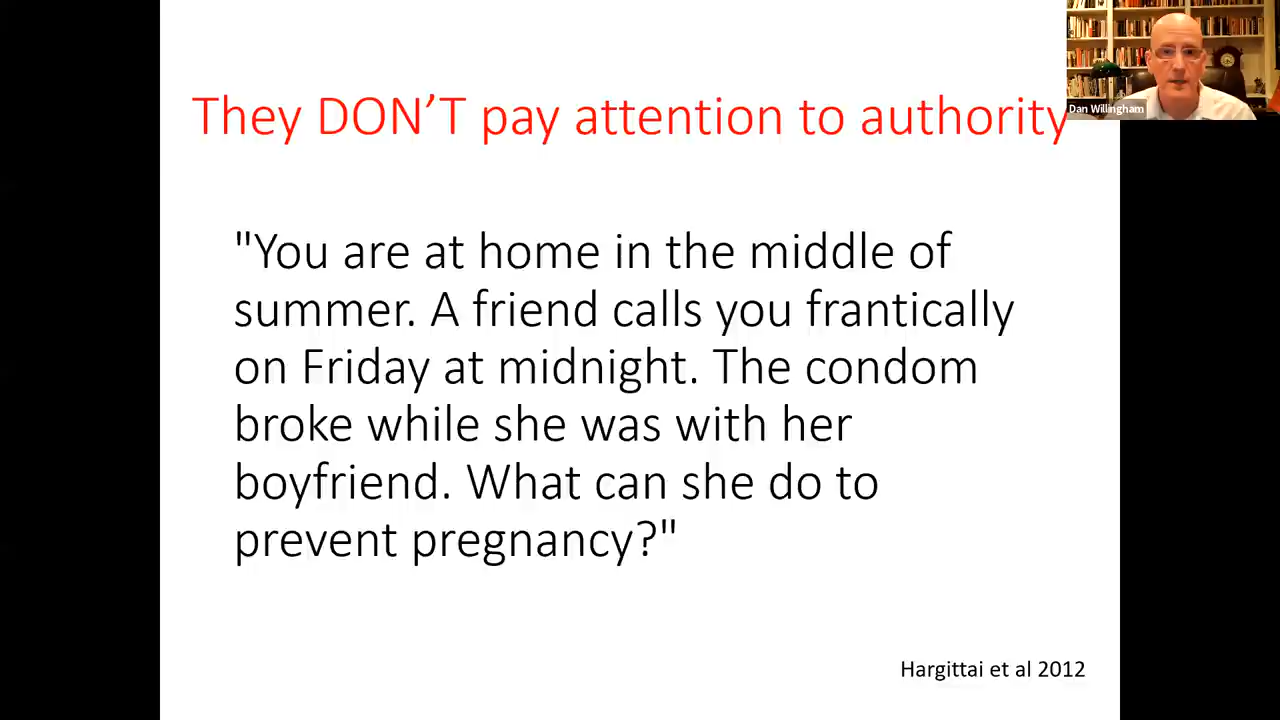 They DON’T pay attention to authority
Dan Willingham
"You are at home in the middle of
summer. A friend calls you frantically
on Friday at midnight. The condom
broke while she was with her
boyfriend. What can she do to
prevent pregnancy?"
Hargittai et al 2012